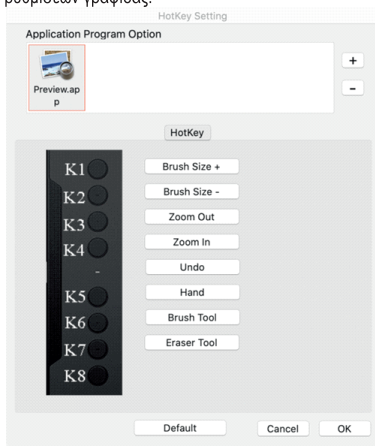 ρυθμίσεων γραφίδας.
HotKey Setting
Application Program Option
Preview.ap
p
+
-
HotKey
K1 Brush Size +
K2 Brush Size -
K3 Zoom Out
K4 Zoom In
-
K5 Undo
K6 Hand
K7 Brush Tool
K8 Eraser Tool
Default Cancel OK